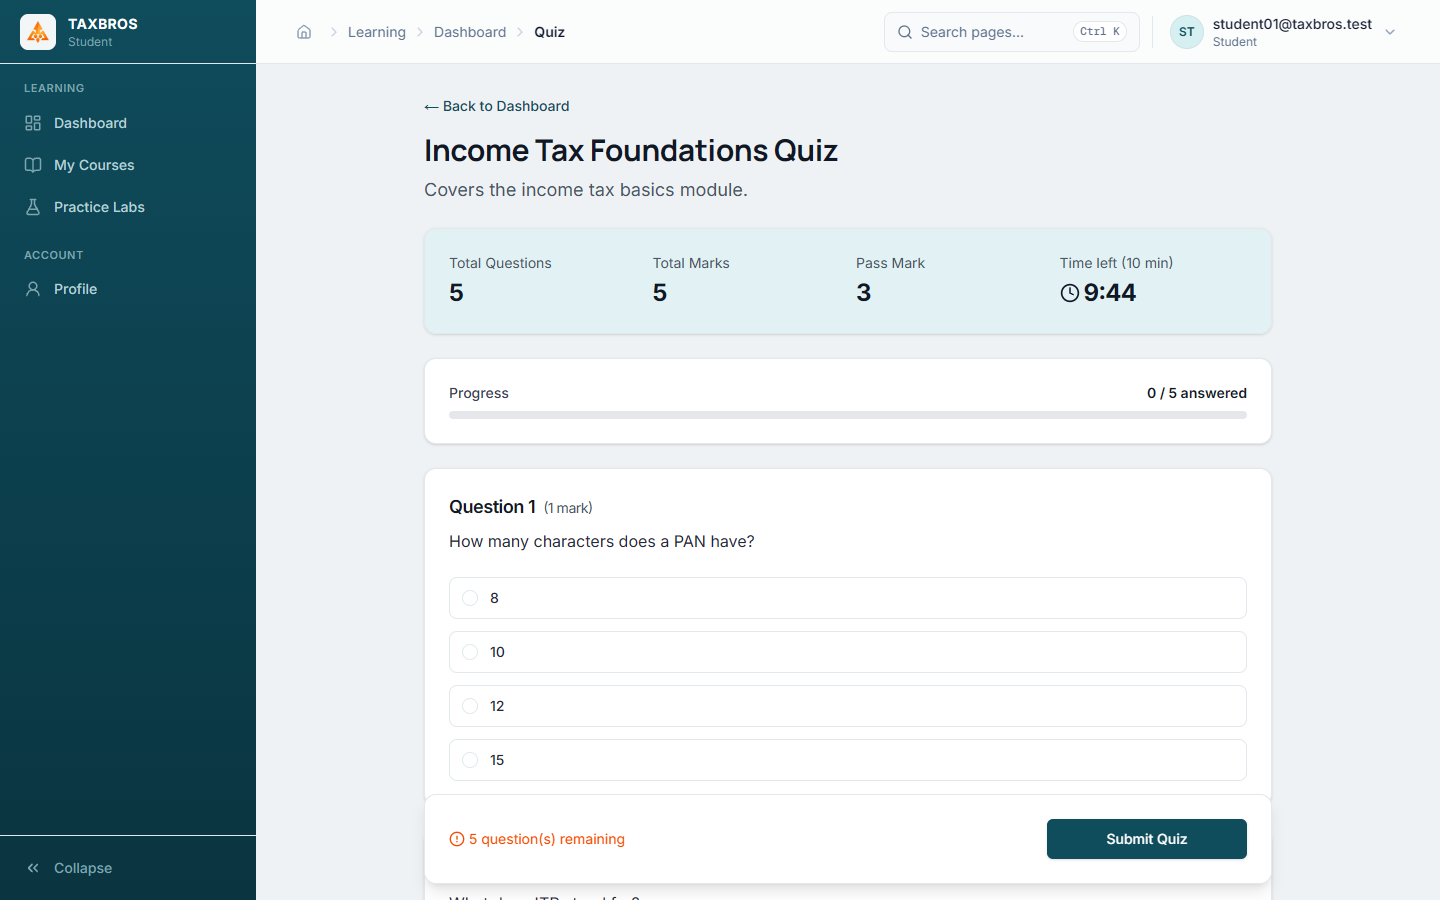 TAXBROS
Student
LEARNING
Dashboard
My Courses
Practice Labs
ACCOUNT
Profile
Collapse
Learning
Dashboard
Quiz
Search pages...
Ctrl K
ST
student01@taxbros.test
Student
← Back to Dashboard
Income Tax Foundations Quiz
Covers the income tax basics module.
Total Questions
5
Total Marks
5
Pass Mark
3
Time left (10 min)
9:44
Progress
0 / 5 answered
Question 1 (1 mark)
How many characters does a PAN have?
8
10
12
15
5 question(s) remaining
Submit Quiz